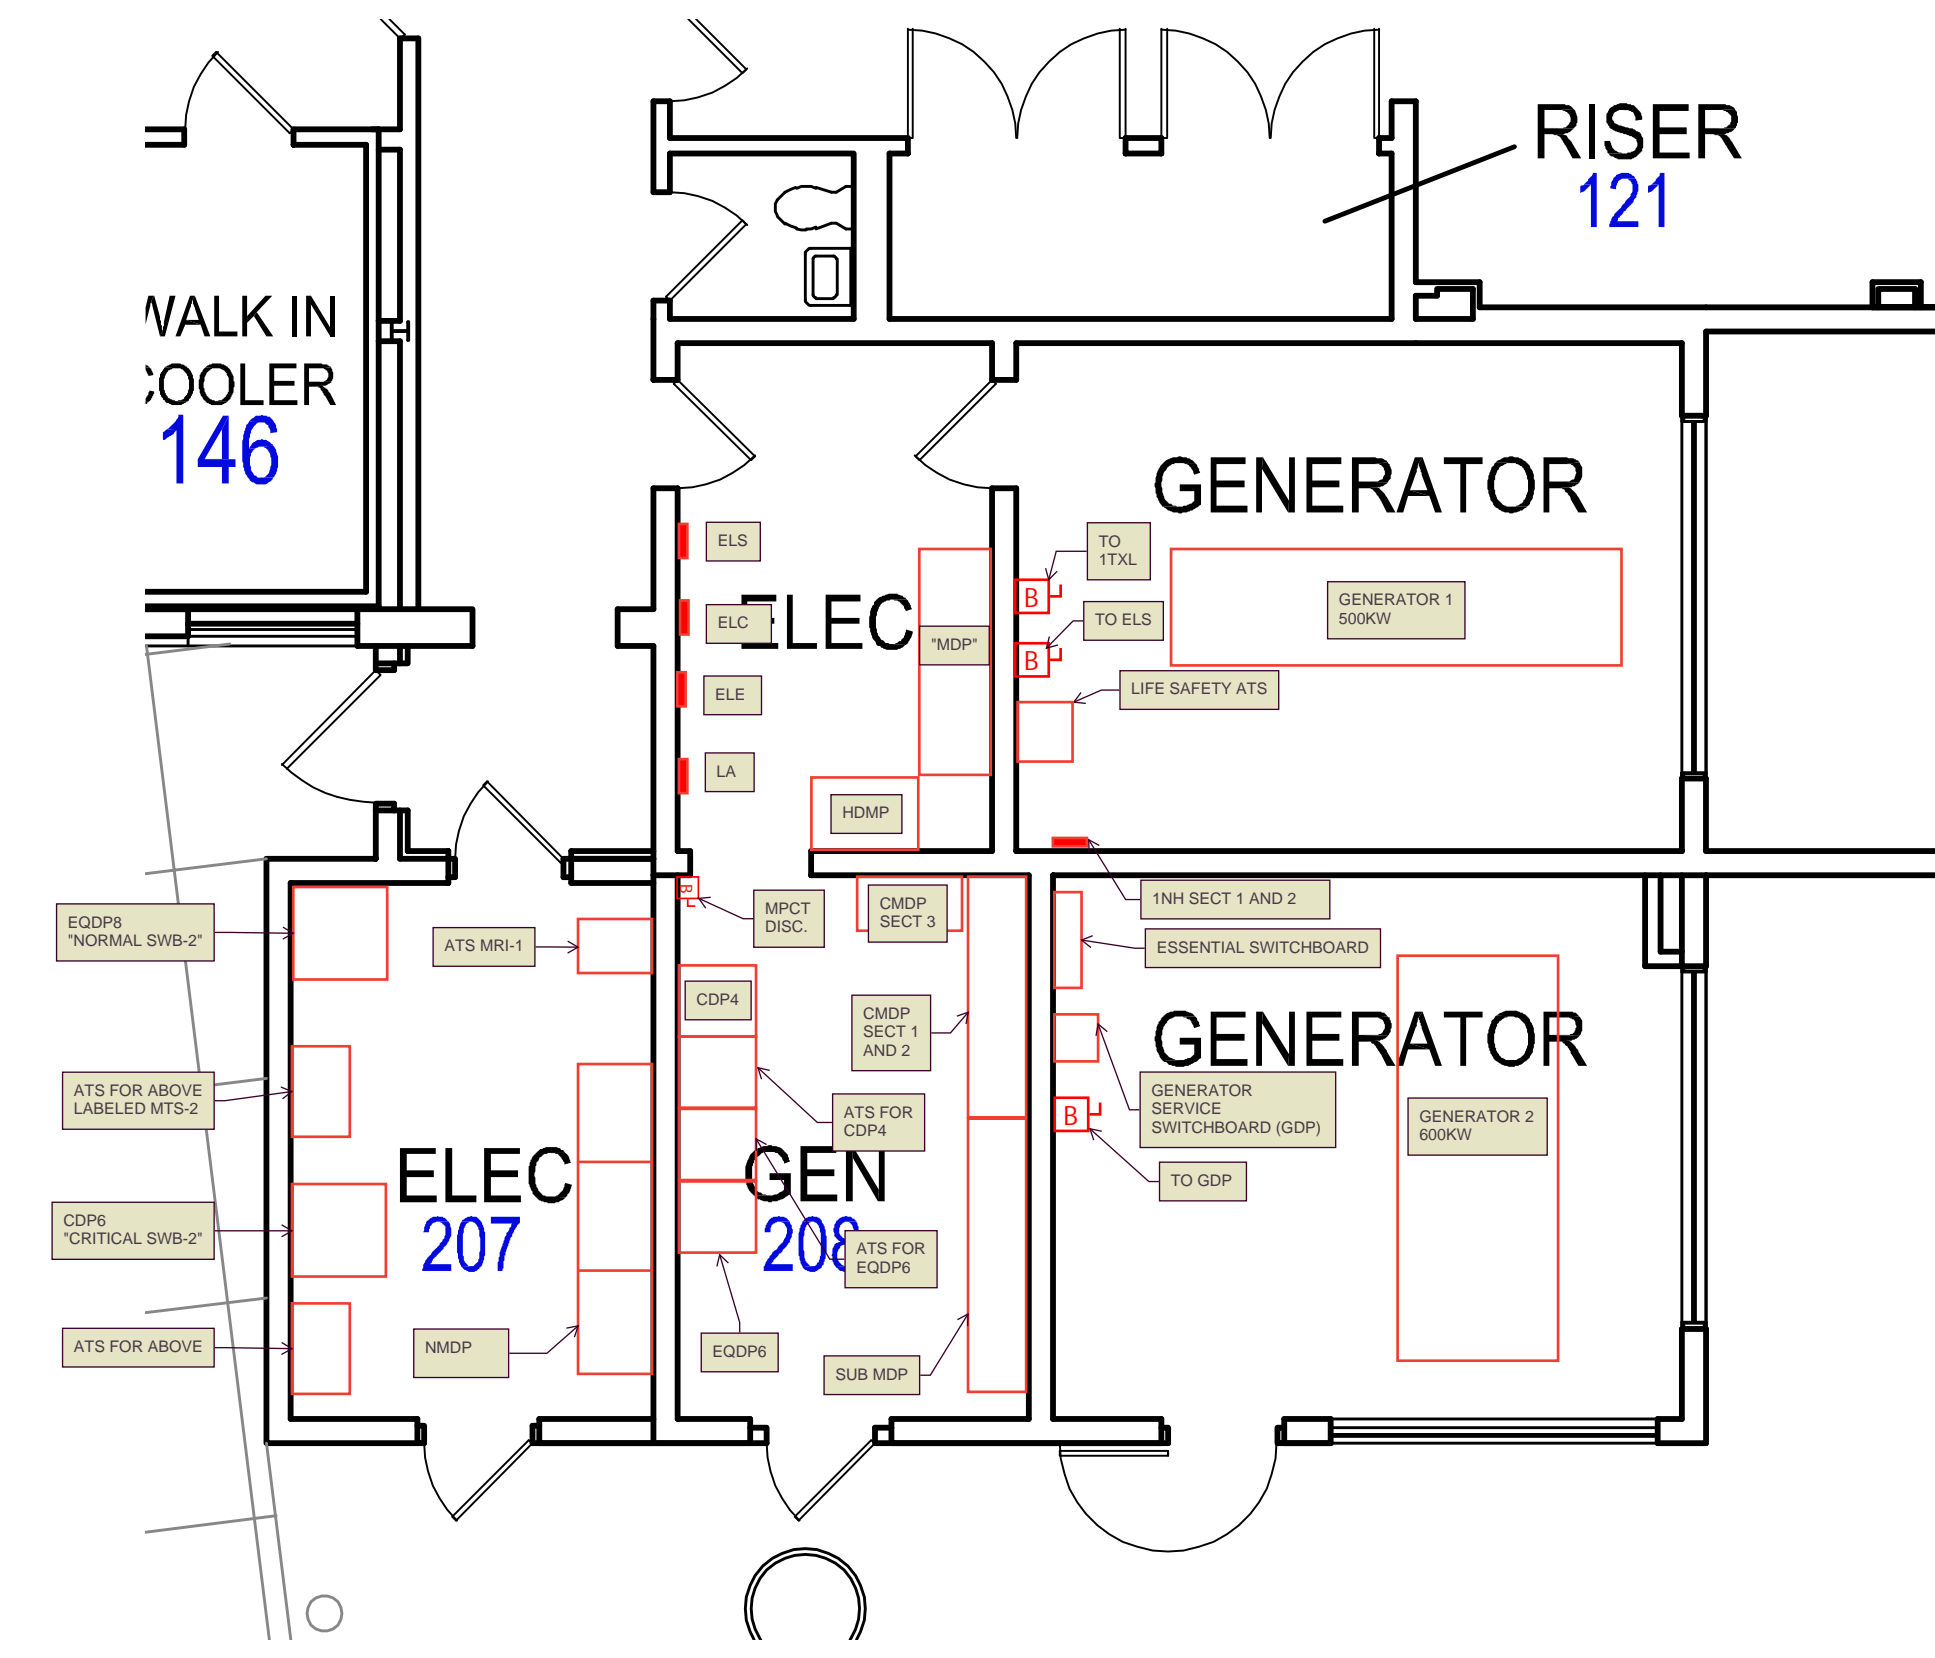 RISER
121
WALK IN
COOLER
146
GENERATOR
ELS
TO
1TXL
ELEC
ELC
GENERATOR 1
500KW
TO ELS
"MDP"
ELE
LIFE SAFETY ATS
LA
HDMP
EQDP8
"NORMAL SWB-2"
ATS MRI-1
MPCT
DISC.
CMDP
SECT 3
1NH SECT 1 AND 2
ESSENTIAL SWITCHBOARD
CDP4
CMDP
SECT 1
AND 2
GENERATOR
ATS FOR ABOVE
LABELED MTS-2
ATS FOR
CDP4
GENERATOR
SERVICE
SWITCHBOARD (GDP)
GENERATOR 2
600KW
B
B
B
B
TO GDP
ELEC
207
GEN
208
CDP6
"CRITICAL SWB-2"
ATS FOR
EQDP6
ATS FOR ABOVE
NMDP
EQDP6
SUB MDP